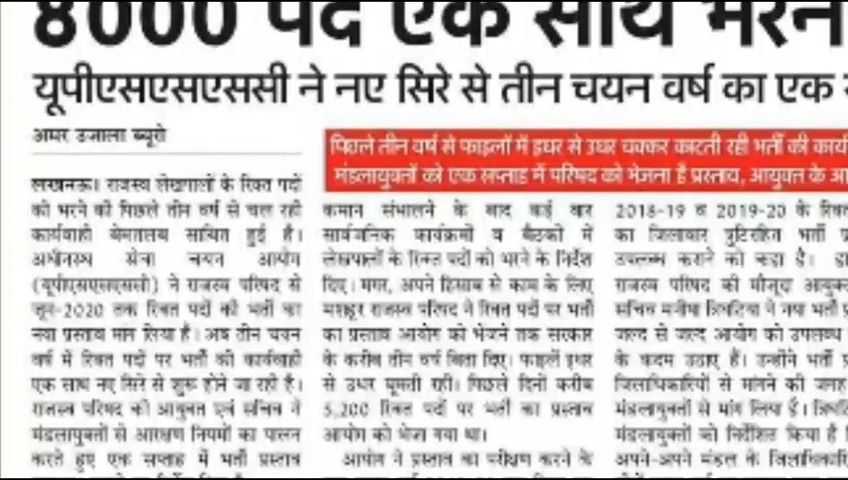 8000 पद एक साथ भरन
यूपीएसएसएससी ने नए सिरे से तीन चयन वर्ष का एक
अमर उजाला ब्यूरो
पिछले तीन वर्ष से फाइलों में इधर से उधर चक्कर काटती रही भर्ती की कार्य
मंडलायुक्तों को एक सप्ताह में परिषद को भेजना है प्रस्ताव, आयुक्त के आ
लखनऊ। राजस्व लेखपालों के रिक्त पदों
को भरने की पिछले तीन वर्ष से चल रही
कार्यवाही बेमतलब साबित हुई है।
अधीनस्थ सेवा चयन आयोग
(यूपीएसएसएससी) ने राजस्व परिषद से
जून-2020 तक रिक्त पदों की भर्ती का
नया प्रस्ताव मांग लिया है। अब तीन चयन
वर्ष में रिक्त पदों पर भर्ती की कार्यवाही
एक साथ नए सिरे से शुरू होने जा रही है।
राजस्व परिषद की आयुक्त एवं सचिव ने
मंडलायुक्तों से आरक्षण नियमों का पालन
करते हुए एक सप्ताह में भर्ती प्रस्ताव
कमान संभालने के बाद कई बार
सार्वजनिक कार्यक्रमों व बैठकों में
लेखपालों के रिक्त पदों को भरने के निर्देश
दिए। मगर, अपने हिसाब से काम के लिए
मशहूर राजस्व परिषद ने रिक्त पदों पर भर्ती
का प्रस्ताव आयोग को भेजने तक सरकार
के करीब तीन वर्ष बिता दिए। फाइलें इधर
से उधर घूमती रहीं। पिछले दिनों करीब
5,200 रिक्त पदों पर भर्ती का प्रस्ताव
आयोग को भेजा गया था।
आयोग ने प्रस्ताव का परीक्षण करने के
2018-19 व 2019-20 के रिक्त
का जिलावार त्रुटिरहित भर्ती
उपलब्ध कराने को कहा है।
राजस्व परिषद की मौजूदा आयुक्त
सचिव मनीषा त्रिघाटिया ने नया भर्ती
जल्द से जल्द आयोग को उपलब्ध
के कदम उठाए हैं। उन्होंने भर्ती
जिलाधिकारियों से मांगने की जगह
मंडलायुक्तों से मांग लिया है।
मंडलायुक्तों को निर्देशित किया है
अपने-अपने मंडल के जिलाधिकारि